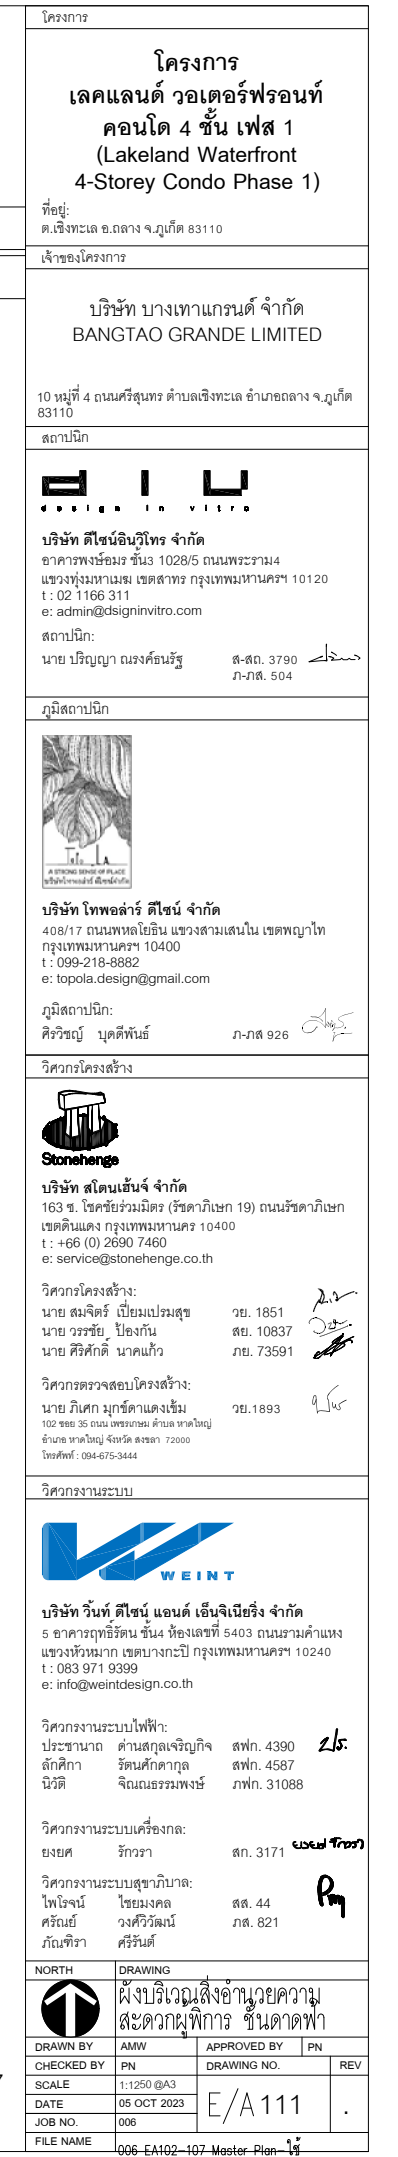 โครงการ
โครงการ
เลคแลนด์ วอเตอร์ฟรอนท์
คอนโด 4 ชั้น เฟส 1
(Lakeland Waterfront
4-Storey Condo Phase 1)
ที่อยู่:
ต.เชิงทะเล อ.ถลาง จ.ภูเก็ต 83110
เจ้าของโครงการ
บริษัท บางเทาแกรนด์ จำกัด
BANGTAO GRANDE LIMITED
10 หมู่ที่ 4 ถนนศรีสุนทร ตำบลเชิงทะเล อำเภอถลาง จ.ภูเก็ต
83110
สถาปนิก
d i v
design in vitro
บริษัท ดีไซน์อินวิโทร จำกัด
อาคารพงษ์อมร ชั้น3 1028/5 ถนนพระราม4
แขวงทุ่งมหาเมฆ เขตสาทร กรุงเทพมหานครฯ 10120
t : 02 1166 311
e: admin@dsigninvitro.com
สถาปนิก:
นาย ปริญญา ณรงค์ธนรัฐ ส-สถ. 3790
ภ-ภส. 504
ภูมิสถาปนิก
A STRONG SENSE OF PLACE
บริษัทโทพอล่าร์ ดีไซน์จำกัด
บริษัท โทพอล่าร์ ดีไซน์ จำกัด
408/17 ถนนพหลโยธิน แขวงสามเสนใน เขตพญาไท
กรุงเทพมหานครฯ 10400
t : 099-218-8882
e: topola.design@gmail.com
ภูมิสถาปนิก:
ศิรวิชญ์ บุดดีพันธ์ ภ-ภส 926
วิศวกรโครงสร้าง
Stonehenge
บริษัท สโตนเฮ้นจ์ จำกัด
163 ซ. โชคชัยร่วมมิตร (รัชดาภิเษก 19) ถนนรัชดาภิเษก
เขตดินแดง กรุงเทพมหานคร 10400
t : +66 (0) 2690 7460
e: service@stonehenge.co.th
วิศวกรโครงสร้าง:
นาย สมจิตร์ เปี่ยมเปรมสุข วย. 1851
นาย วรรชัย ป้องกัน สย. 10837
นาย ศิริศักดิ์ นาคแก้ว ภย. 73591
วิศวกรตรวจสอบโครงสร้าง:
นาย ภิเศก มุกข์ดาแดงเข้ม วย.1893
102 ซอย 35 ถนน เพชรเกษม ตำบล หาดใหญ่
อำเภอ หาดใหญ่ จังหวัด สงขลา 72000
โทรศัพท์ : 094-675-3444
วิศวกรงานระบบ
WEINT
บริษัท วิ้นท์ ดีไซน์ แอนด์ เอ็นจิเนียริ่ง จำกัด
5 อาคารฤทธิ์รัตน ชั้น4 ห้องเลขที่ 5403 ถนนรามคำแหง
แขวงหัวหมาก เขตบางกะปิ กรุงเทพมหานครฯ 10240
t : 083 971 9399
e: info@weintdesign.co.th
วิศวกรงานระบบไฟฟ้า:
ประชานาถ ด่านสกุลเจริญกิจ สฟก. 4390
ลักศิกา รัตนศักดากุล สฟก. 4587
นิวัติ จิณณธรรมพงษ์ ภฟก. 31088
วิศวกรงานระบบเครื่องกล:
ยงยศ รักวรา สก. 3171
วิศวกรงานระบบสุขาภิบาล:
ไพโรจน์ ไชยมงคล สส. 44
ศรัณย์ วงศ์วิวัฒน์ ภส. 821
ภัณฑิรา ศรีรันต์
NORTH DRAWING
ผังบริเวณสิ่งอำนวยความ
สะดวกผู้พิการ ชั้นดาดฟ้า
DRAWN BY AMW APPROVED BY PN
CHECKED BY PN DRAWING NO. REV
SCALE 1:1250 @A3
DATE 05 OCT 2023 E/A 111 .
JOB NO. 006
FILE NAME 006 EA102-107 Master Plan-ใช้